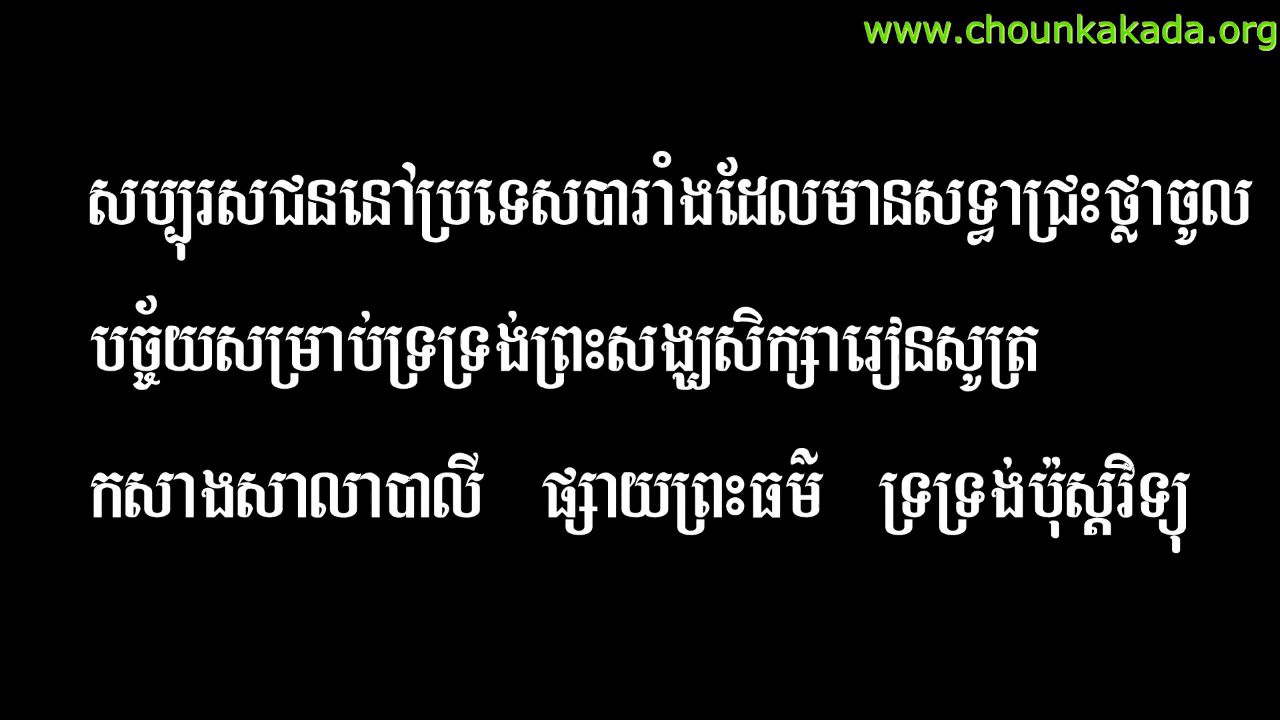 www.chounkakada.org
សប្បុរសជននៅប្រទេសបារាំងដែលមានសទ្ធាជ្រះថ្លាចូល
បច្ច័យសម្រាប់ទ្រទ្រង់ព្រះសង្ឃសិក្សារៀនសូត្រ
កសាងសាលាបាលី ផ្សាយព្រះធម៌ ទ្រទ្រង់ប៉ុស្តវិទ្យុ